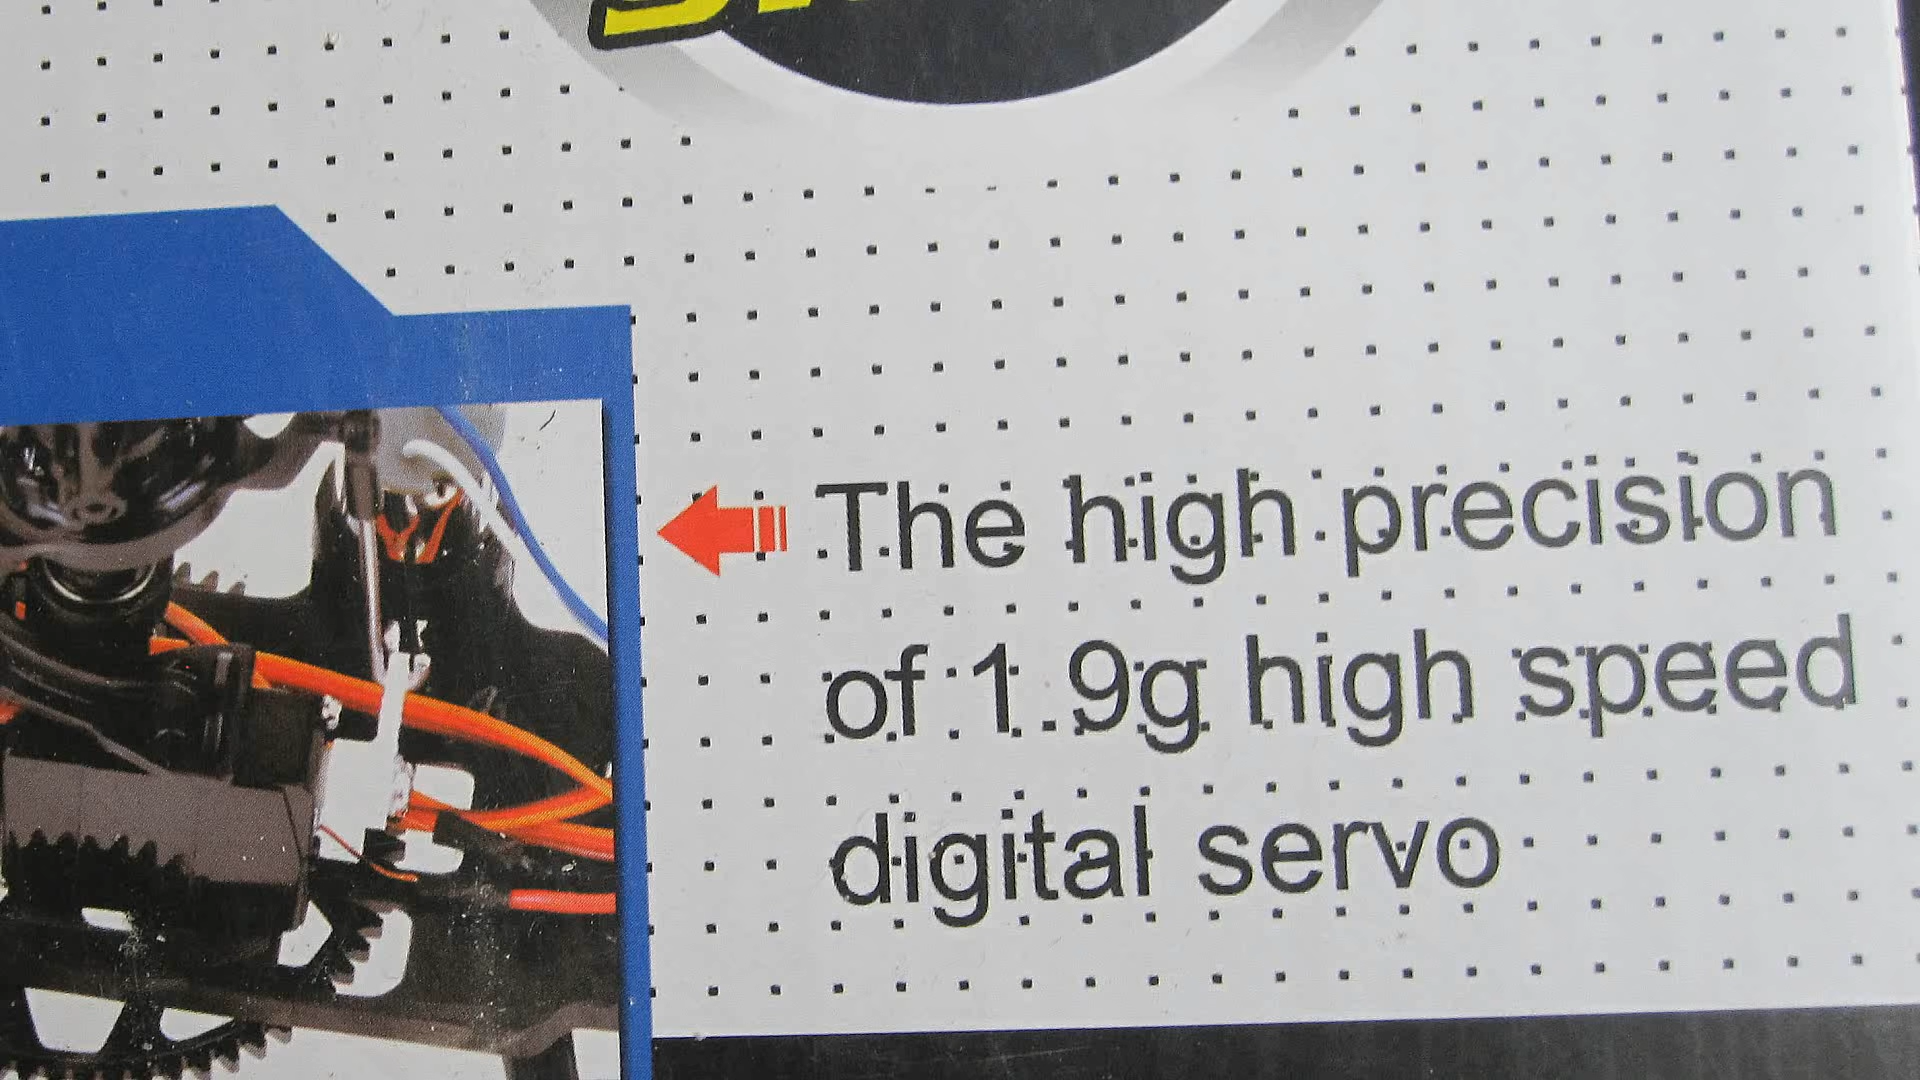 The high precision
of 1.9g high speed
digital servo